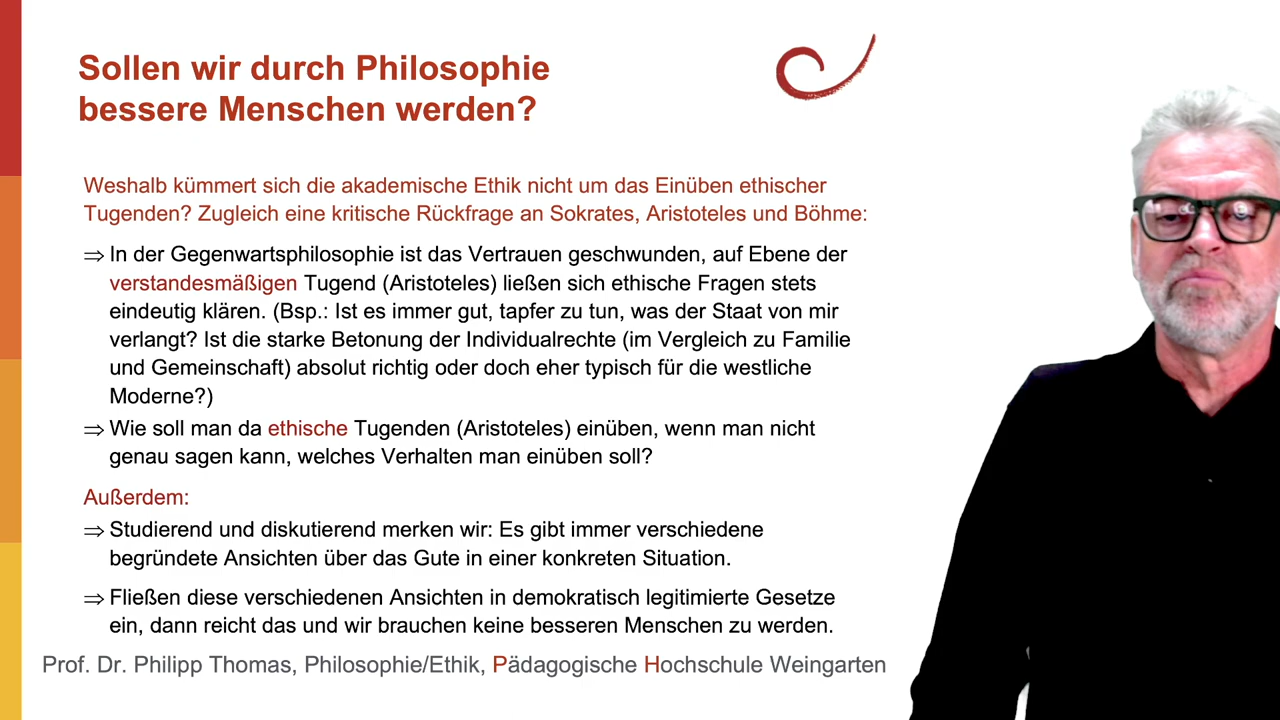 Sollen wir durch Philosophie
bessere Menschen werden?
Weshalb kümmert sich die akademische Ethik nicht um das Einüben ethischer
Tugenden? Zugleich eine kritische Rückfrage an Sokrates, Aristoteles und Böhme:
⇒ In der Gegenwartsphilosophie ist das Vertrauen geschwunden, auf Ebene der
verstandesmäßigen Tugend (Aristoteles) ließen sich ethische Fragen stets
eindeutig klären. (Bsp.: Ist es immer gut, tapfer zu tun, was der Staat von mir
verlangt? Ist die starke Betonung der Individualrechte (im Vergleich zu Familie
und Gemeinschaft) absolut richtig oder doch eher typisch für die westliche
Moderne?)
⇒ Wie soll man da ethische Tugenden (Aristoteles) einüben, wenn man nicht
genau sagen kann, welches Verhalten man einüben soll?
Außerdem:
⇒ Studierend und diskutierend merken wir: Es gibt immer verschiedene
begründete Ansichten über das Gute in einer konkreten Situation.
⇒ Fließen diese verschiedenen Ansichten in demokratisch legitimierte Gesetze
ein, dann reicht das und wir brauchen keine besseren Menschen zu werden.
Prof. Dr. Philipp Thomas, Philosophie/Ethik, Pädagogische Hochschule Weingarten